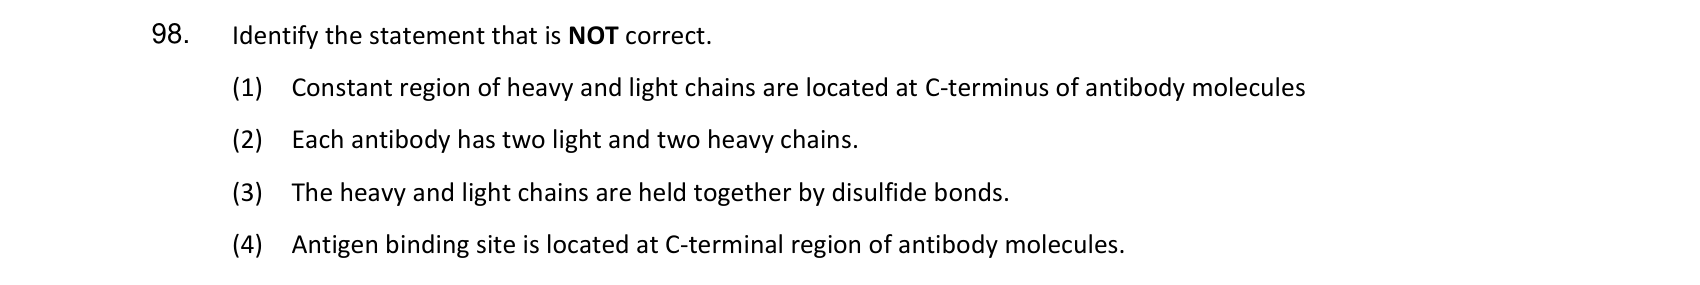 98. Identify the statement that is NOT correct.
(1) Constant region of heavy and light chains are located at C-terminus of antibody molecules
(2) Each antibody has two light and two heavy chains.
(3) The heavy and light chains are held together by disulfide bonds.
(4) Antigen binding site is located at C-terminal region of antibody molecules.